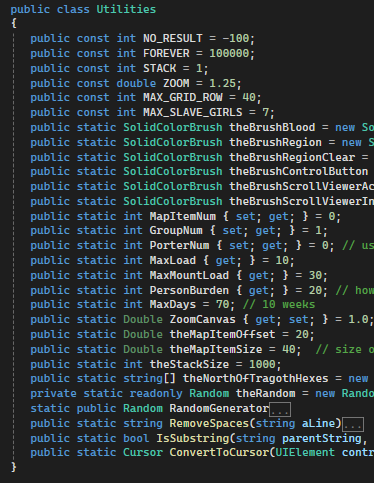 public class Utilities
{
public const int NO_RESULT = -100;
public const int FOREVER = 100000;
public const int STACK = 1;
public const double ZOOM = 1.25;
public const int MAX_GRID_ROW = 40;
public const int MAX_SLAVE_GIRLS = 7;
public static SolidColorBrush theBrushBlood = new So
public static SolidColorBrush theBrushRegion = new S
public static SolidColorBrush theBrushRegionClear =
public static SolidColorBrush theBrushControlButton
public static SolidColorBrush theBrushScrollViewerAc
public static SolidColorBrush theBrushScrollViewerIn
public static int MapItemNum { set; get; } = 0;
public static int GroupNum { set; get; } = 1;
public static int PorterNum { set; get; } = 0; // us
public static int MaxLoad { get; } = 10;
public static int MaxMountLoad { get; } = 30;
public static int PersonBurden { get; } = 20; // how
public static int MaxDays = 70; // 10 weeks
public static Double ZoomCanvas { get; set; } = 1.0;
public static Double theMapItemOffset = 20;
public static Double theMapItemSize = 40;  // size o
public static int theStackSize = 1000;
public static string[] theNorthOfTragothHexes = new
private static readonly Random theRandom = new Rando
static public Random RandomGenerator...
public static string RemoveSpaces(string aLine)...
public static bool IsSubstring(string parentString,
public static Cursor ConvertToCursor(UIElement contr
}